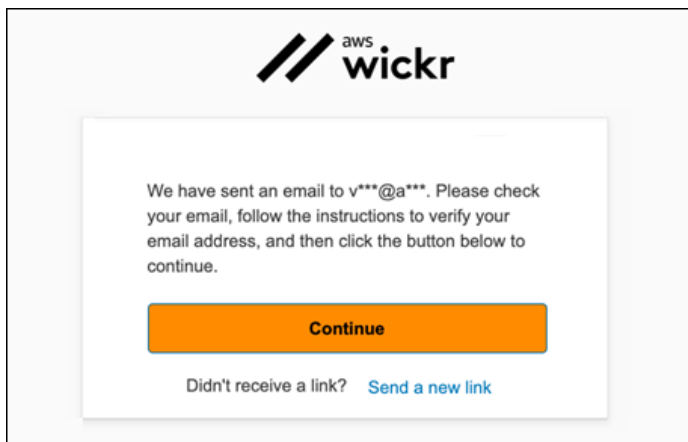 aws
wickr
We have sent an email to v***@a***. Please check
your email, follow the instructions to verify your
email address, and then click the button below to
continue.
Continue
Didn't receive a link? Send a new link